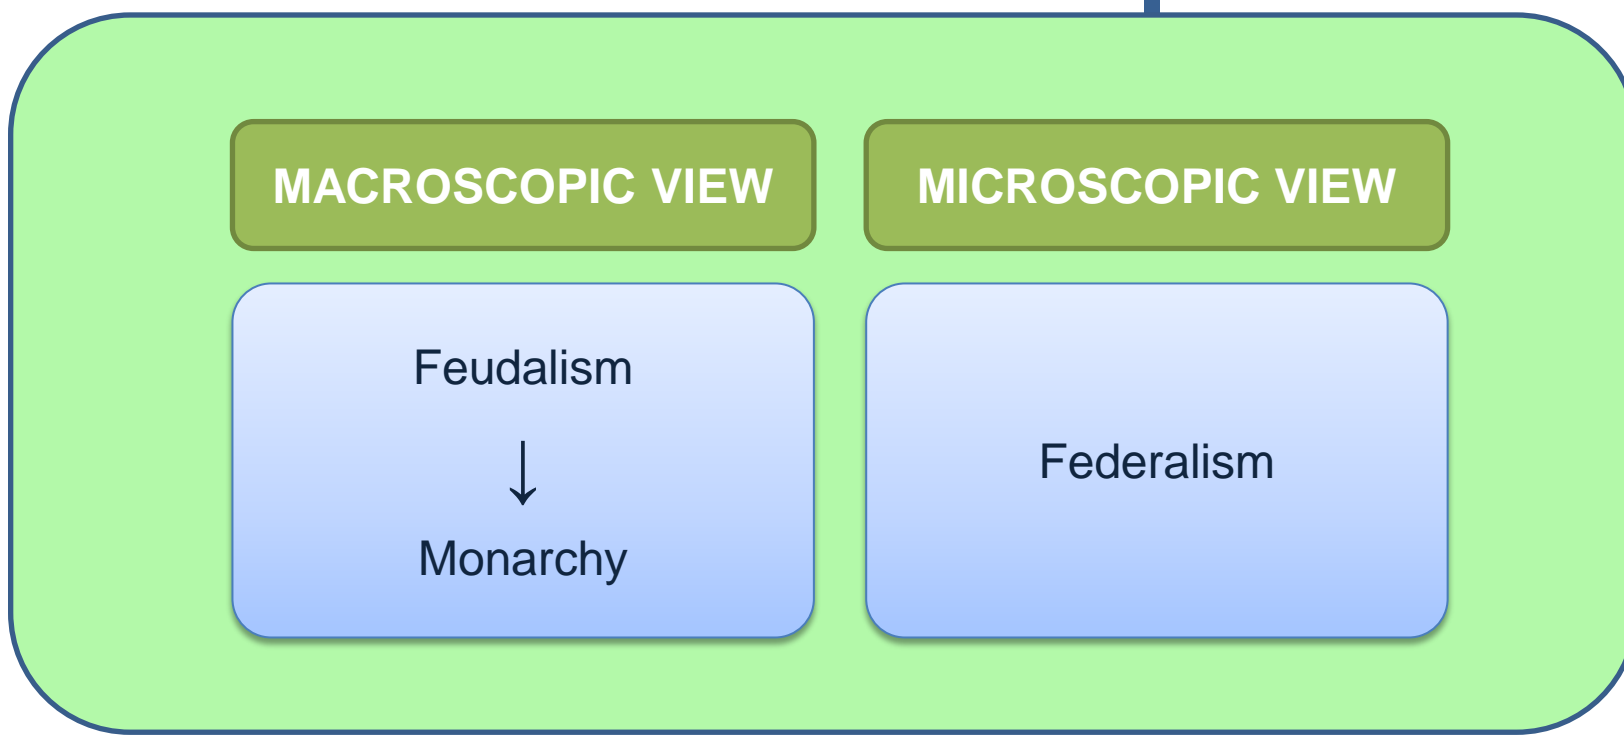 MACROSCOPIC VIEW
MICROSCOPIC VIEW
Feudalism
↓
Monarchy
Federalism